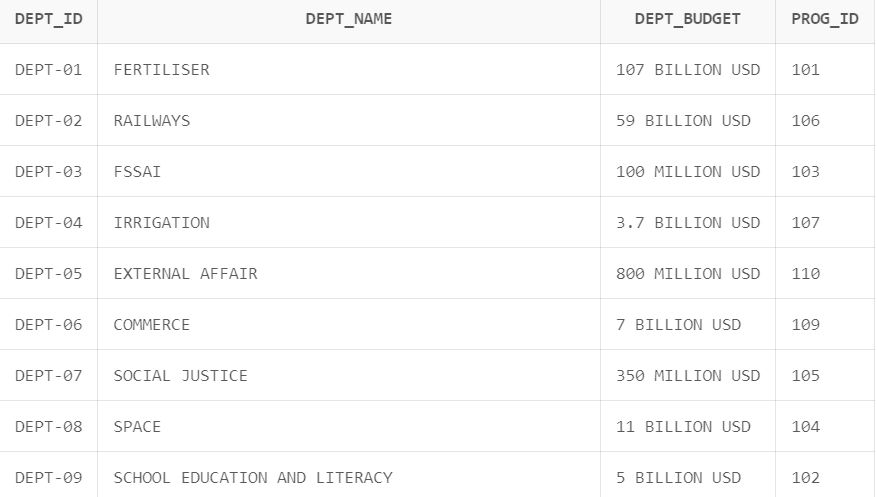 DEPT_ID DEPT_NAME DEPT_BUDGET PROG_ID
DEPT-01 FERTILISER 107 BILLION USD 101
DEPT-02 RAILWAYS 59 BILLION USD 106
DEPT-03 FSSAI 100 MILLION USD 103
DEPT-04 IRRIGATION 3.7 BILLION USD 107
DEPT-05 EXTERNAL AFFAIR 800 MILLION USD 110
DEPT-06 COMMERCE 7 BILLION USD 109
DEPT-07 SOCIAL JUSTICE 350 MILLION USD 105
DEPT-08 SPACE 11 BILLION USD 104
DEPT-09 SCHOOL EDUCATION AND LITERACY 5 BILLION USD 102